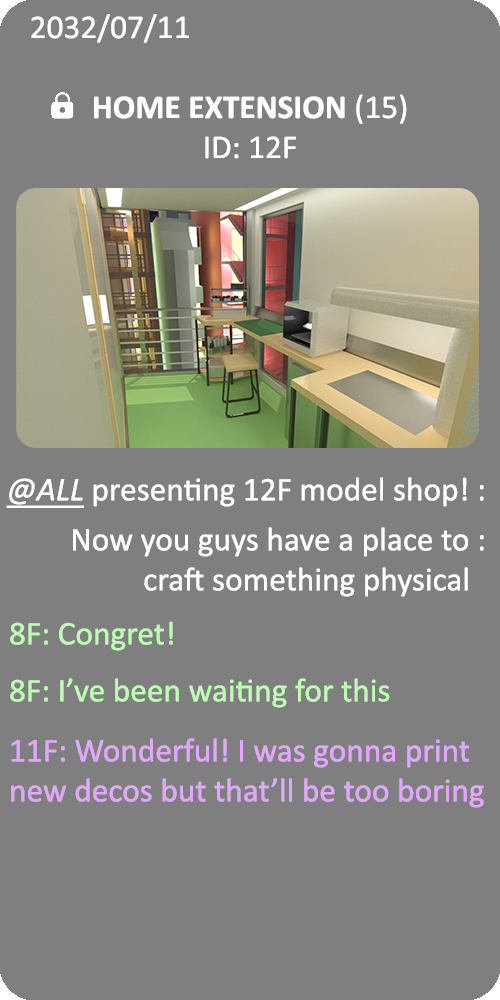 2032/07/11
HOME EXTENSION (15)
ID: 12F
@ALL presenting 12F model shop! :
Now you guys have a place to :
craft something physical
8F: Congret!
8F: I’ve been waiting for this
11F: Wonderful! I was gonna print
new decos but that’ll be too boring